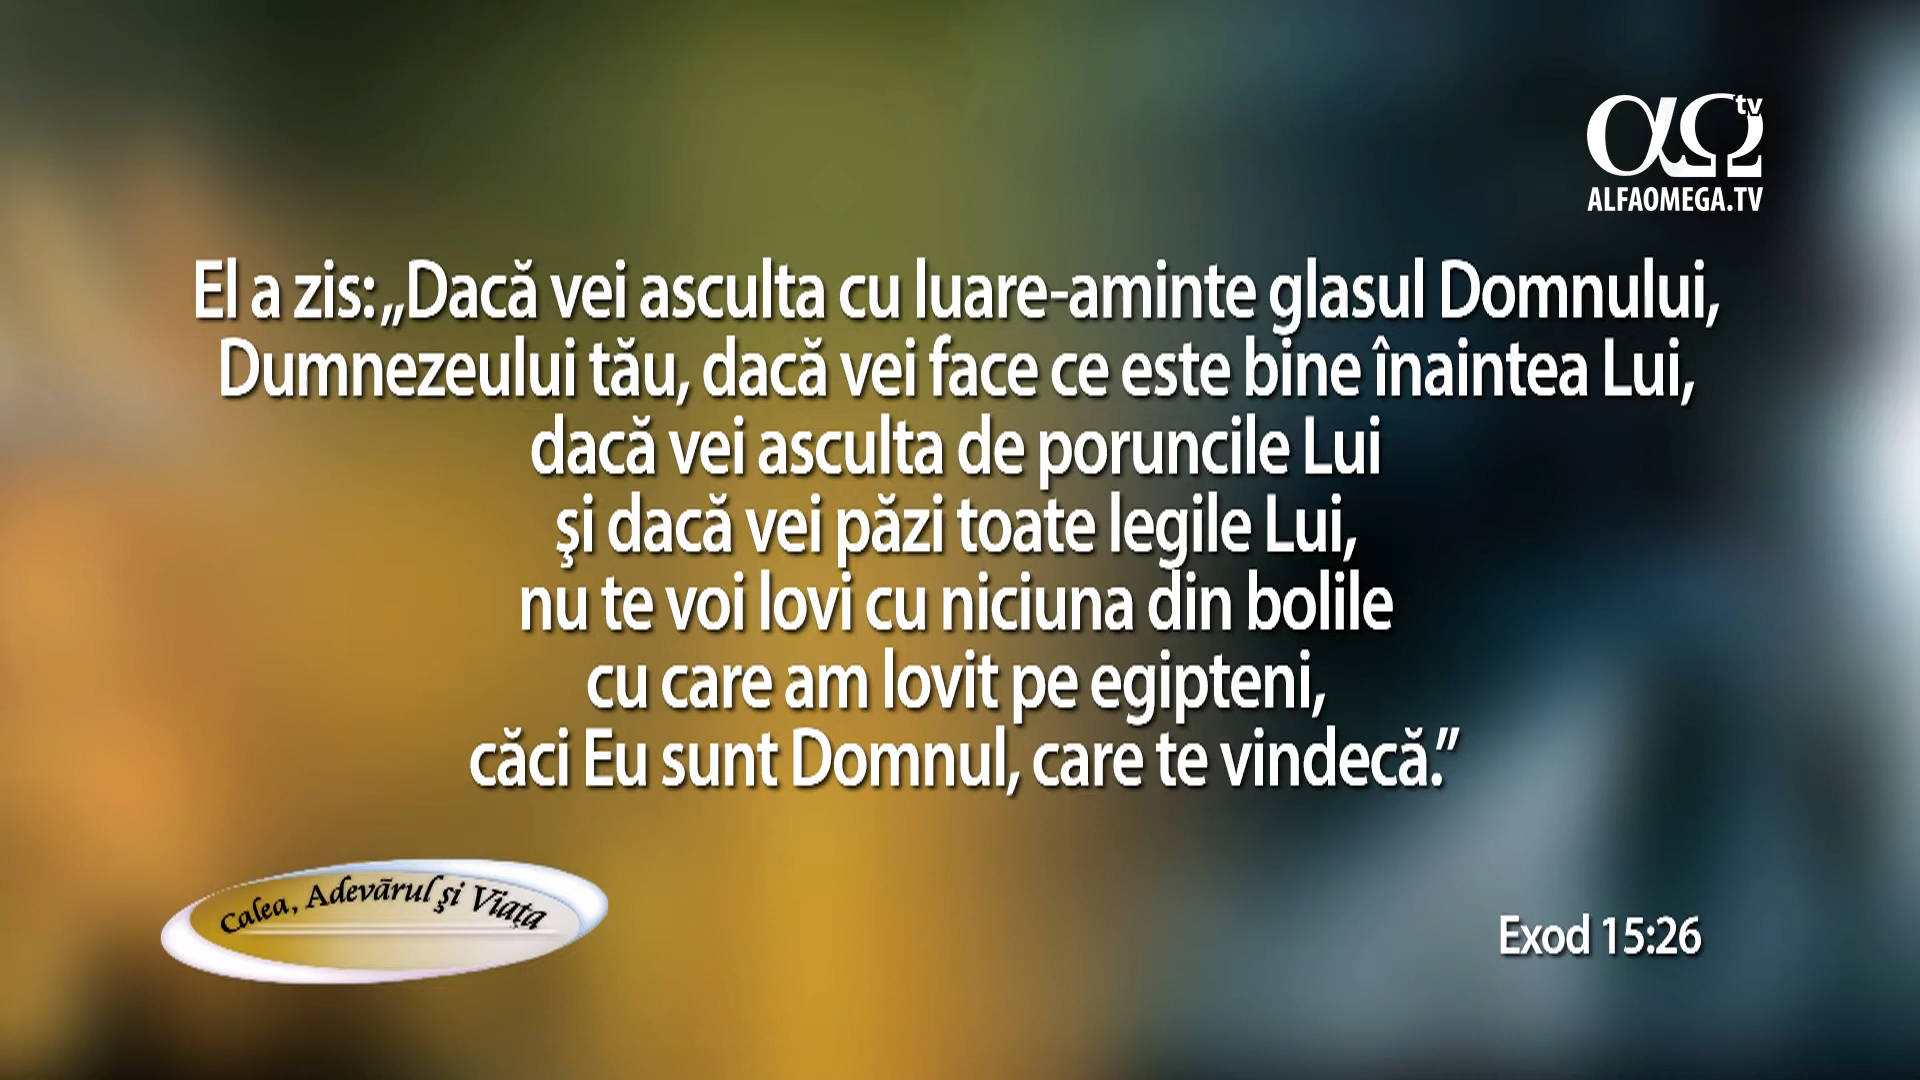 αΩ tv
ALFAOMEGA.TV
El a zis: „Dacă vei asculta cu luare-aminte glasul Domnului,
Dumnezeului tău, dacă vei face ce este bine înaintea Lui,
dacă vei asculta de poruncile Lui
şi dacă vei păzi toate legile Lui,
nu te voi lovi cu niciuna din bolile
cu care am lovit pe egipteni,
căci Eu sunt Domnul, care te vindecă.”
Calea, Adevărul şi Viaţa
Exod 15:26